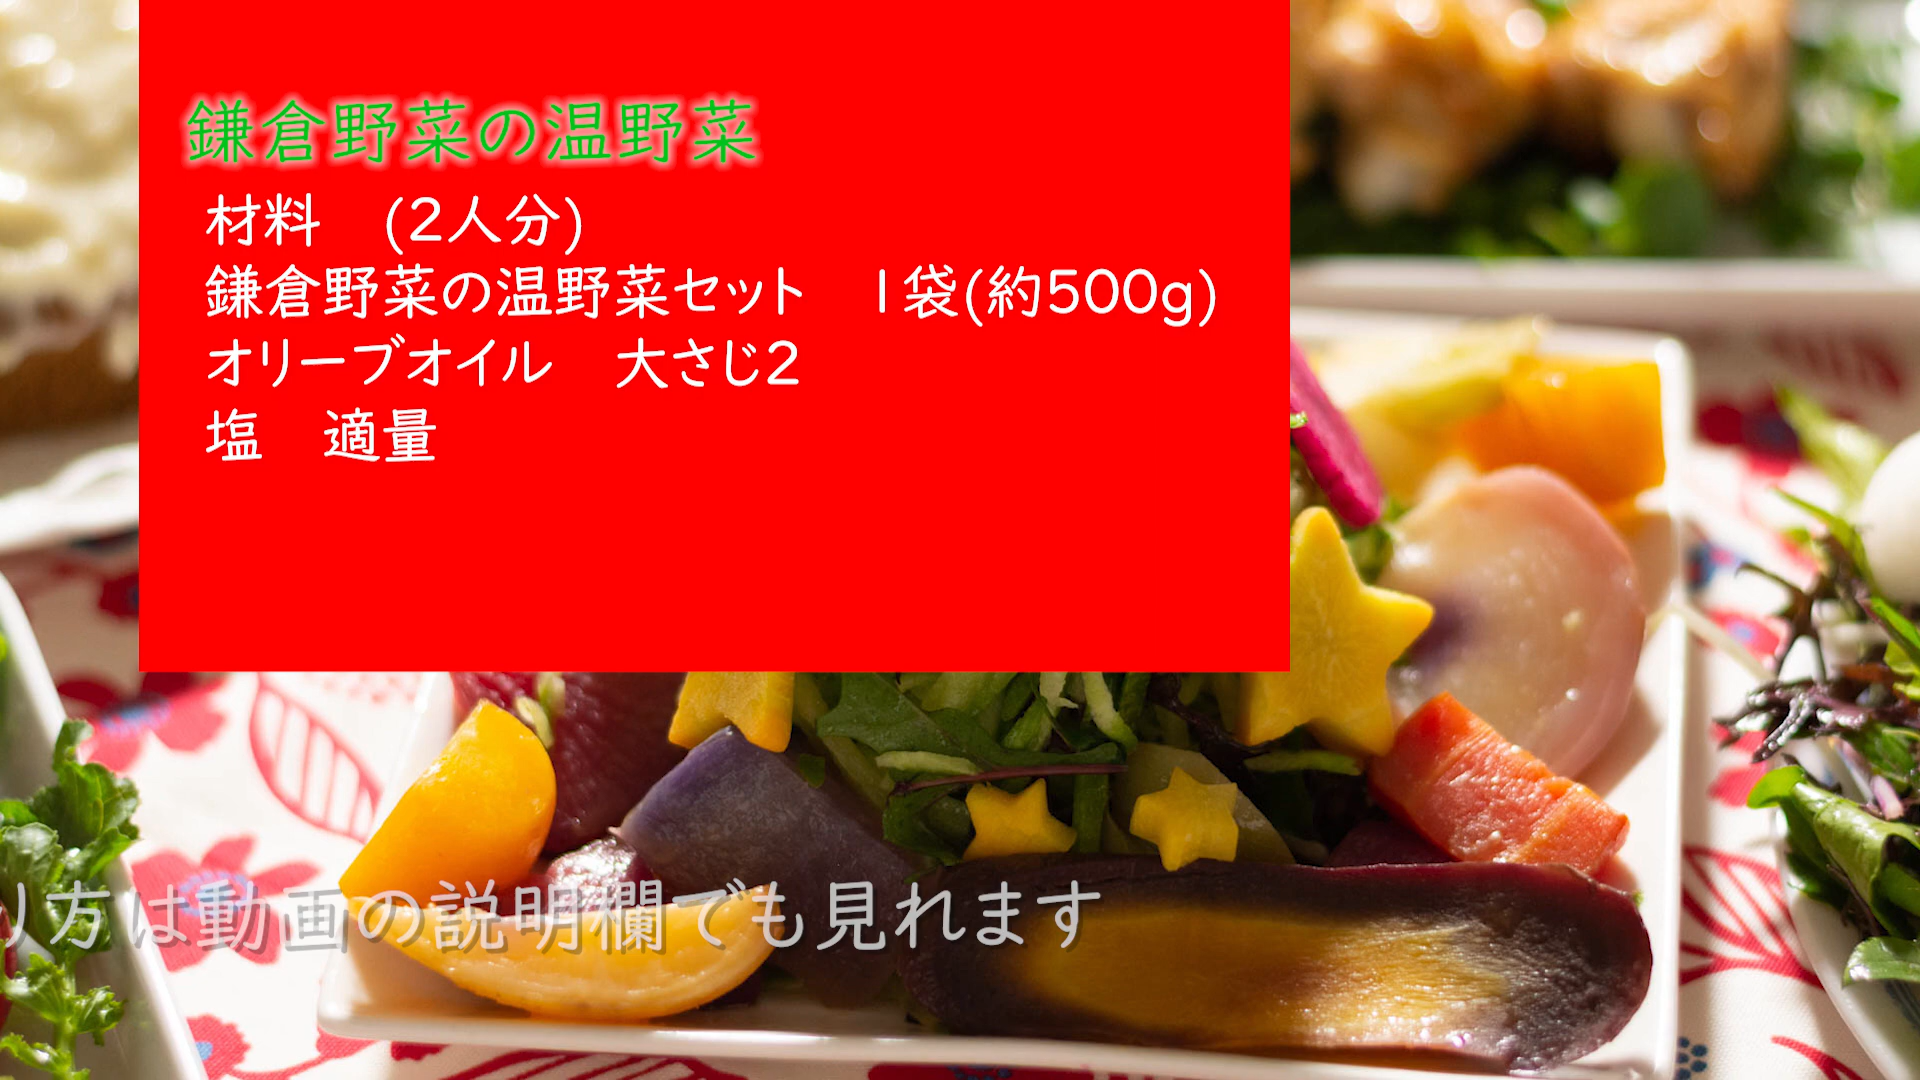 鎌倉野菜の温野菜
材料　(2人分)
鎌倉野菜の温野菜セット　1袋(約500g)
オリーブオイル　大さじ2
塩　適量
り方は動画の説明欄でも見れます